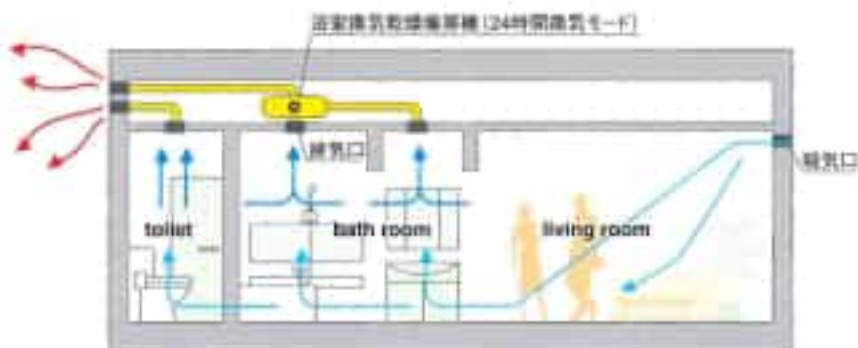 浴室換気乾燥暖房機（24時間換気モード）
排気口
給気口
toilet
bath room
living room